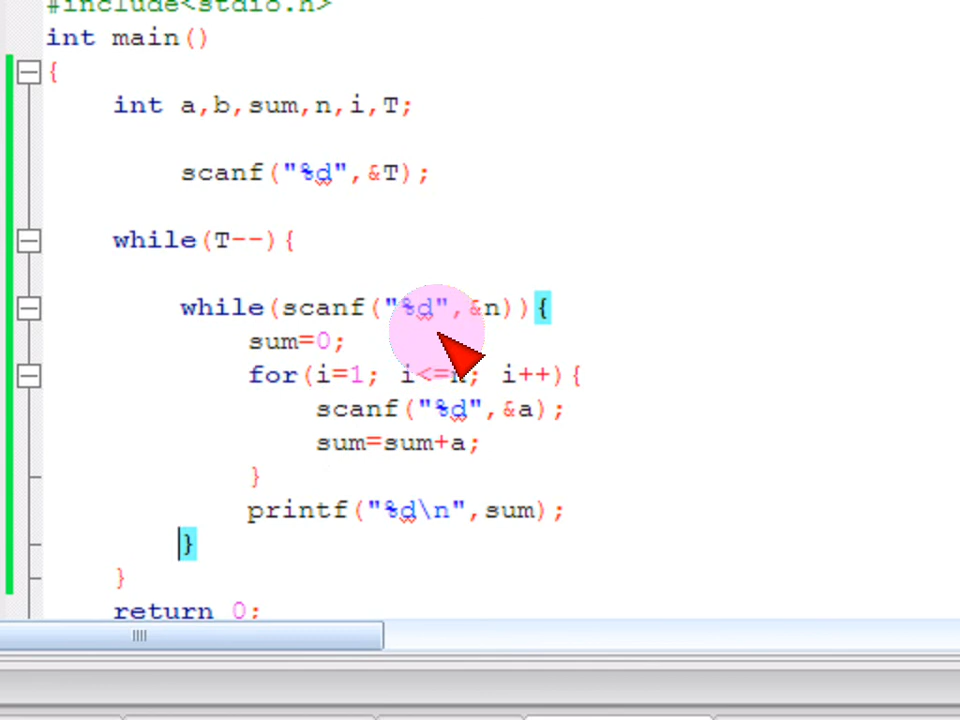 #include<stdio.h>
int main()
{
int a,b,sum,n,i,T;
scanf("%d",&T);
while(T--){
while(scanf("%d",&n)){
sum=0;
for(i=1; i<=n; i++){
scanf("%d",&a);
sum=sum+a;
}
printf("%d\n",sum);
}
}
return 0;